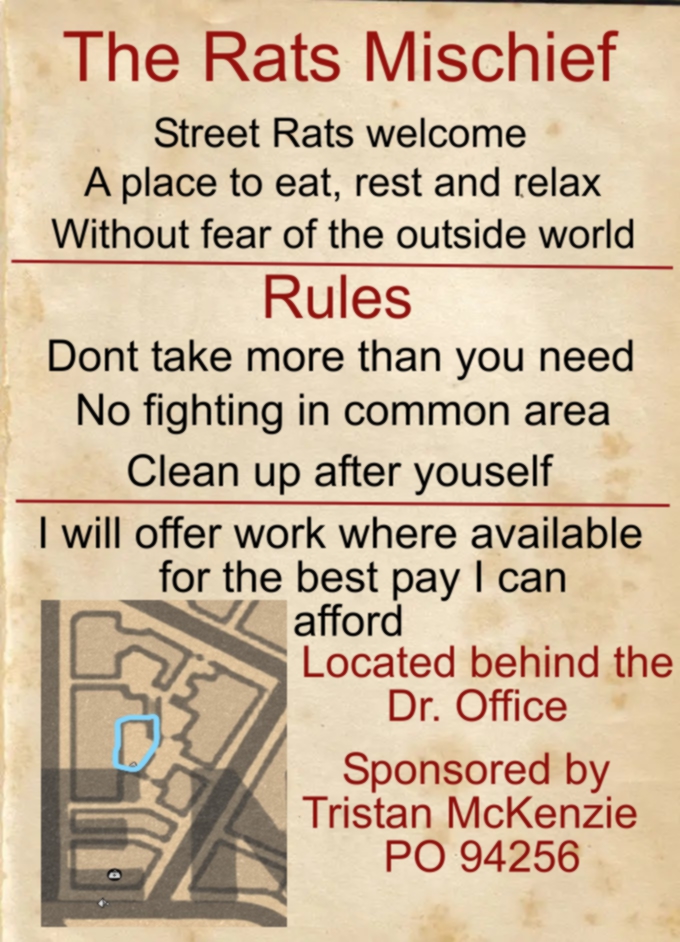 The Rats Mischief
Street Rats welcome
A place to eat, rest and relax
Without fear of the outside world
Rules
Dont take more than you need
No fighting in common area
Clean up after youself
I will offer work where available
for the best pay I can
afford
Located behind the
Dr. Office
Sponsored by
Tristan McKenzie
PO 94256